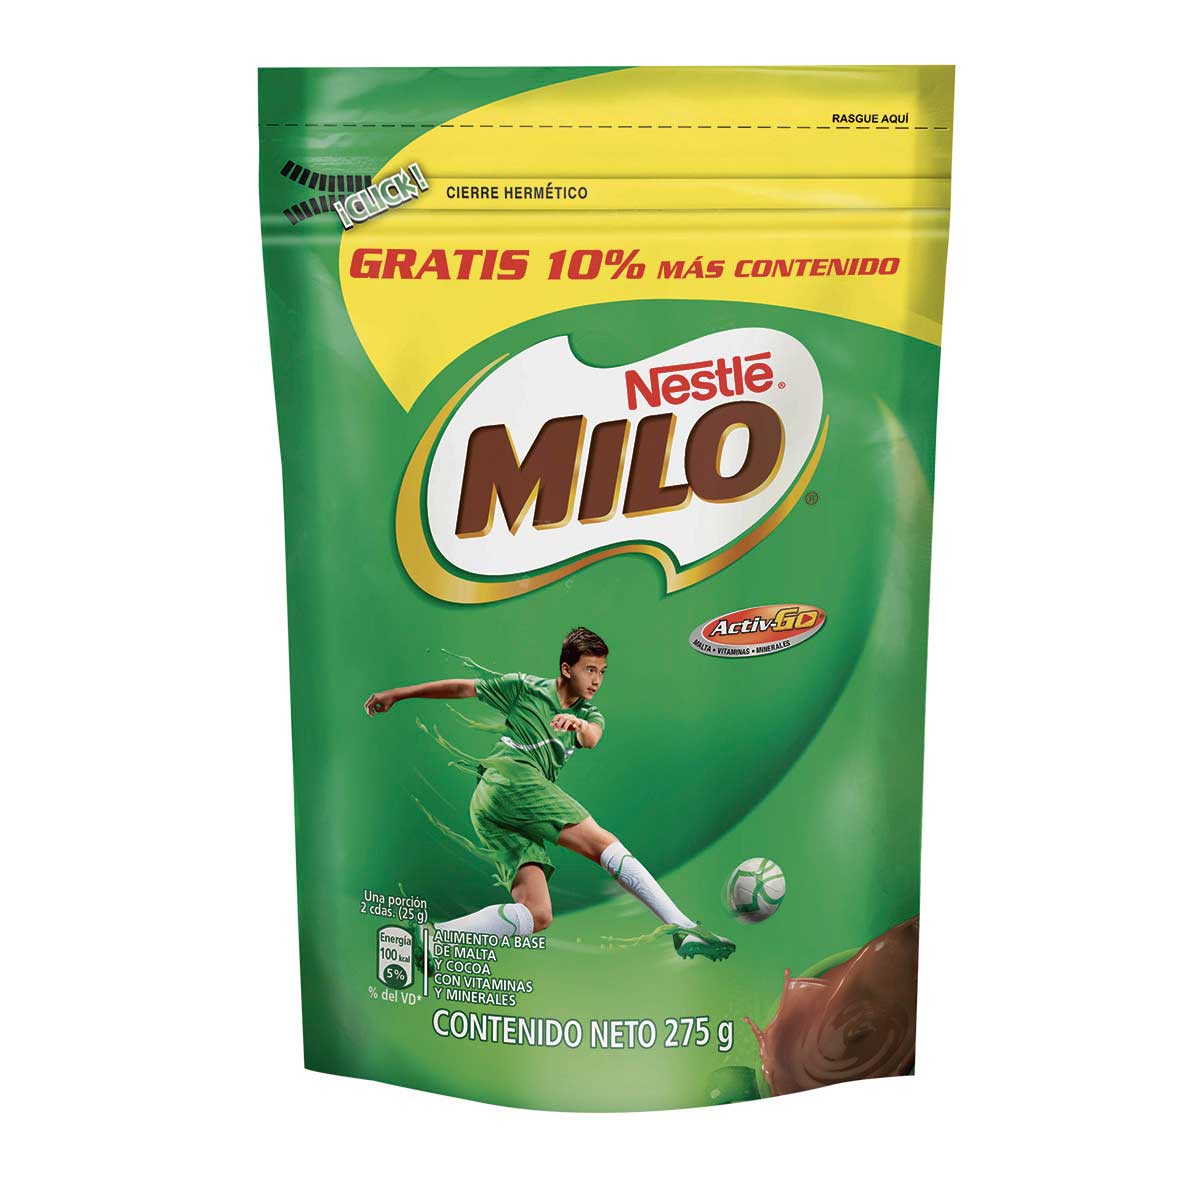 RASGUE AQUÍ
¡CLICK!
CIERRE HERMÉTICO
GRATIS 10% MÁS CONTENIDO
Nestlé®
MILO®
Activ-Go®
MALTA • VITAMINAS • MINERALES
Una porción
2 cdas. (25 g)
Energía
100 kcal
5%
% del VD*
ALIMENTO A BASE
DE MALTA
Y COCOA
CON VITAMINAS
Y MINERALES
CONTENIDO NETO 275 g